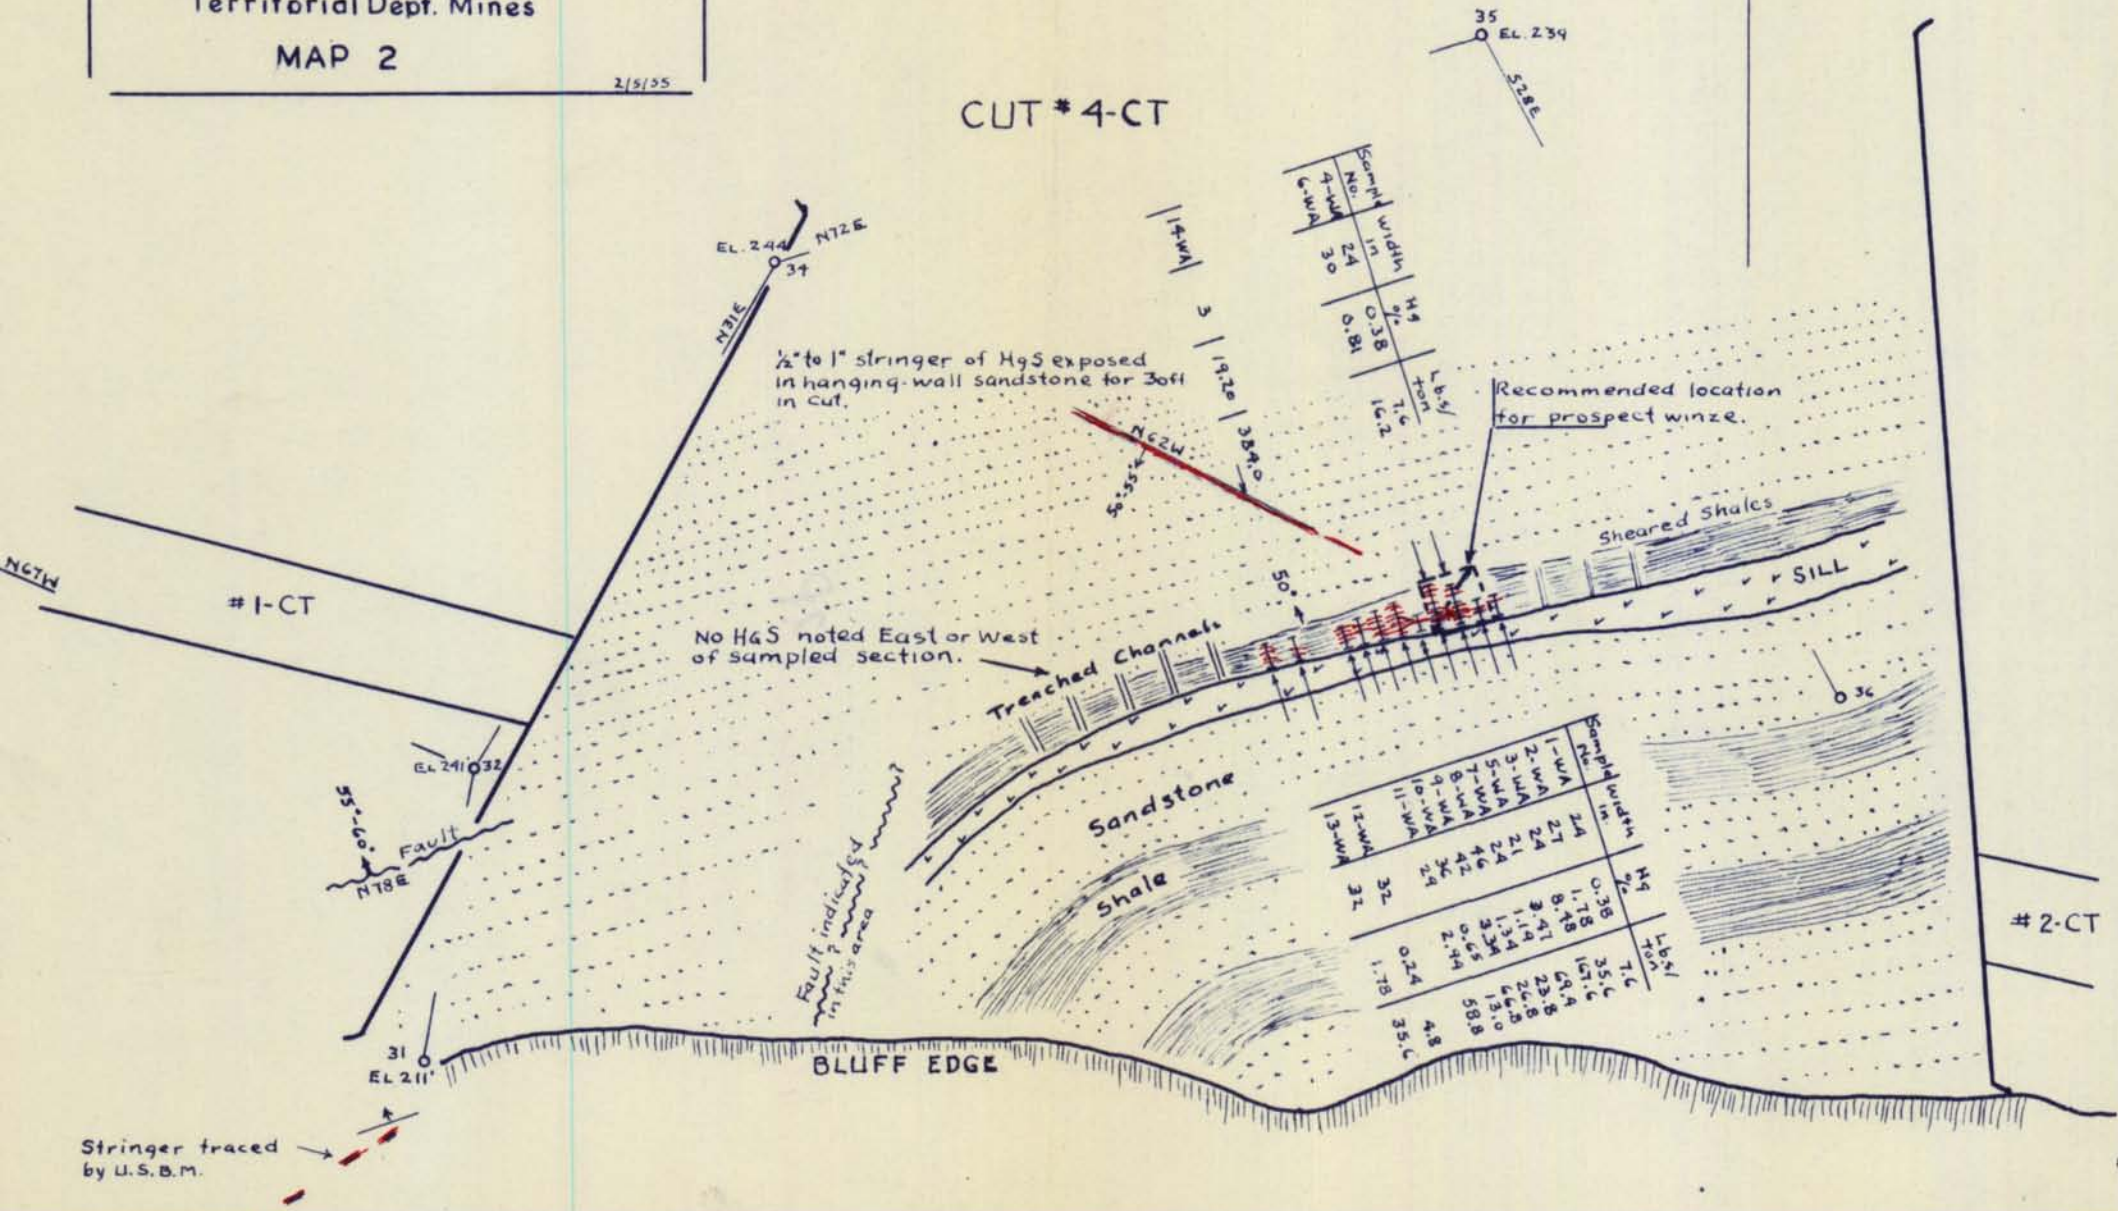 Territorial Dept. Mines
MAP 2
2/5/55
CUT #4-CT
35
EL. 239
S28E
EL. 244
N72E
34
N31E
Sample No. Width in Hg % Lbs/ton
4-WA 24 0.38 7.6
6-WA 30 0.81 16.2
14-WA 3 19.20 384.0
½" to 1" stringer of HgS exposed
in hanging-wall sandstone for 30ft
in cut.
N62W
50°-55°
Recommended location
for prospect winze.
Sheared Shales
SILL
50°
N67W
#1-CT
No HGS noted East or West
of sampled section.
Trenched Channels
36
EL 241
32
55°-60°
Fault
N78E
Sandstone
Shale
Fault indicated
?
?
?
in this area
Sample No. Width in. Hg % Lbs/ton
1-WA 24 0.38 7.6
2-WA 27 1.78 35.6
3-WA 24 8.48 167.6
5-WA 21 3.47 69.4
7-WA 24 1.19 23.8
8-WA 46 1.34 26.8
9-WA 42 3.34 66.8
10-WA 36 0.65 13.0
11-WA 29 2.94 58.8
12-WA 32 0.24 4.8
13-WA 32 1.78 35.6
#2-CT
31
EL 211'
BLUFF EDGE
Stringer traced
by U.S.B.M.